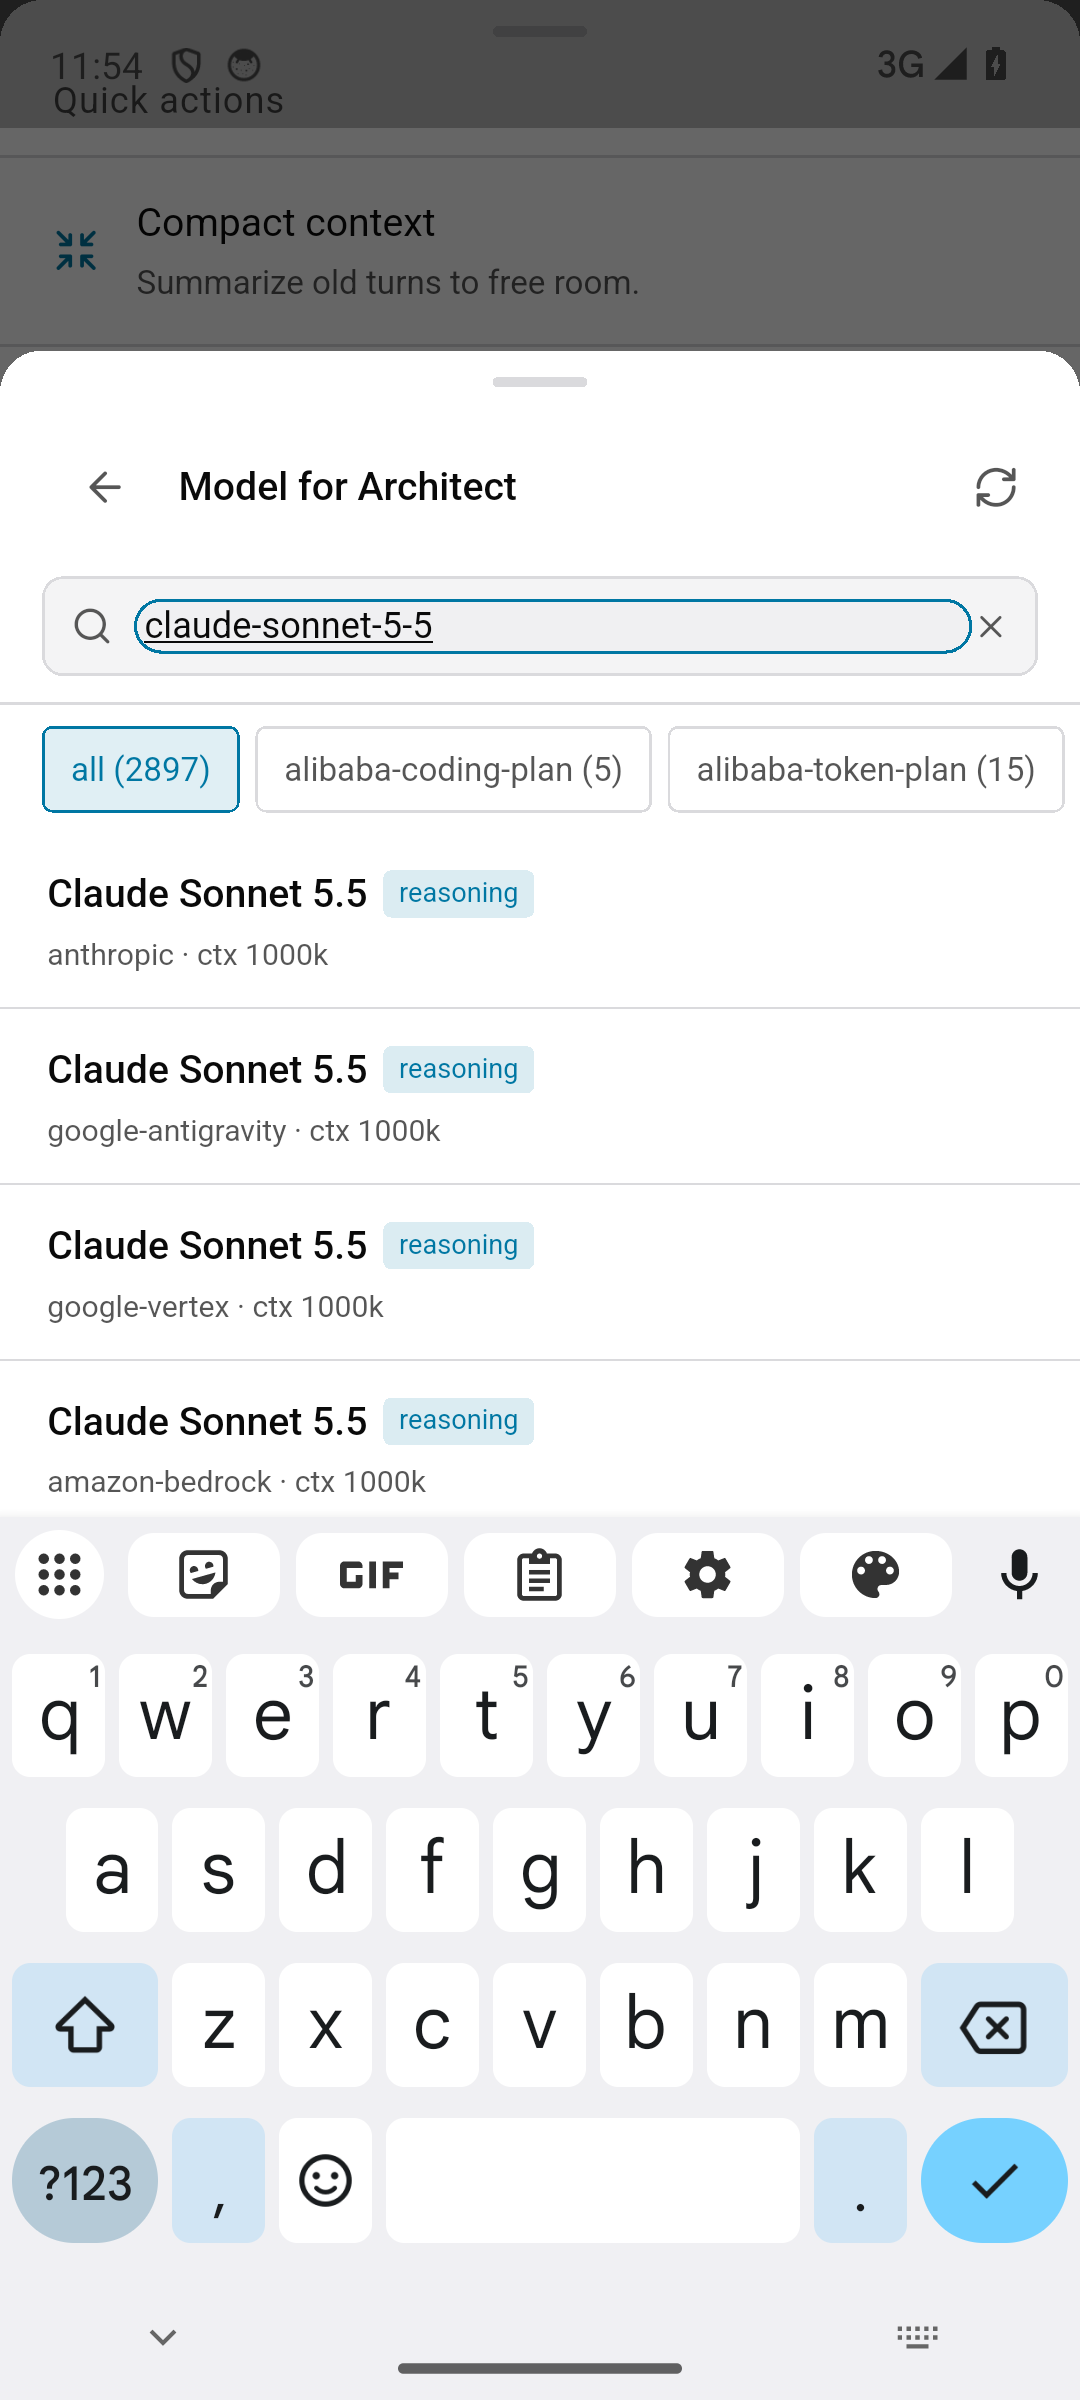 11:54
3G
Quick actions
Compact context
Summarize old turns to free room.
Model for Architect
claude-sonnet-5-5
all (2897)
alibaba-coding-plan (5)
alibaba-token-plan (15)
Claude Sonnet 5.5 reasoning
anthropic · ctx 1000k
Claude Sonnet 5.5 reasoning
google-antigravity · ctx 1000k
Claude Sonnet 5.5 reasoning
google-vertex · ctx 1000k
Claude Sonnet 5.5 reasoning
amazon-bedrock · ctx 1000k
GIF
q 1 w 2 e 3 r 4 t 5 y 6 u 7 i 8 o 9 p 0
a s d f g h j k l
z x c v b n m
?123 , .